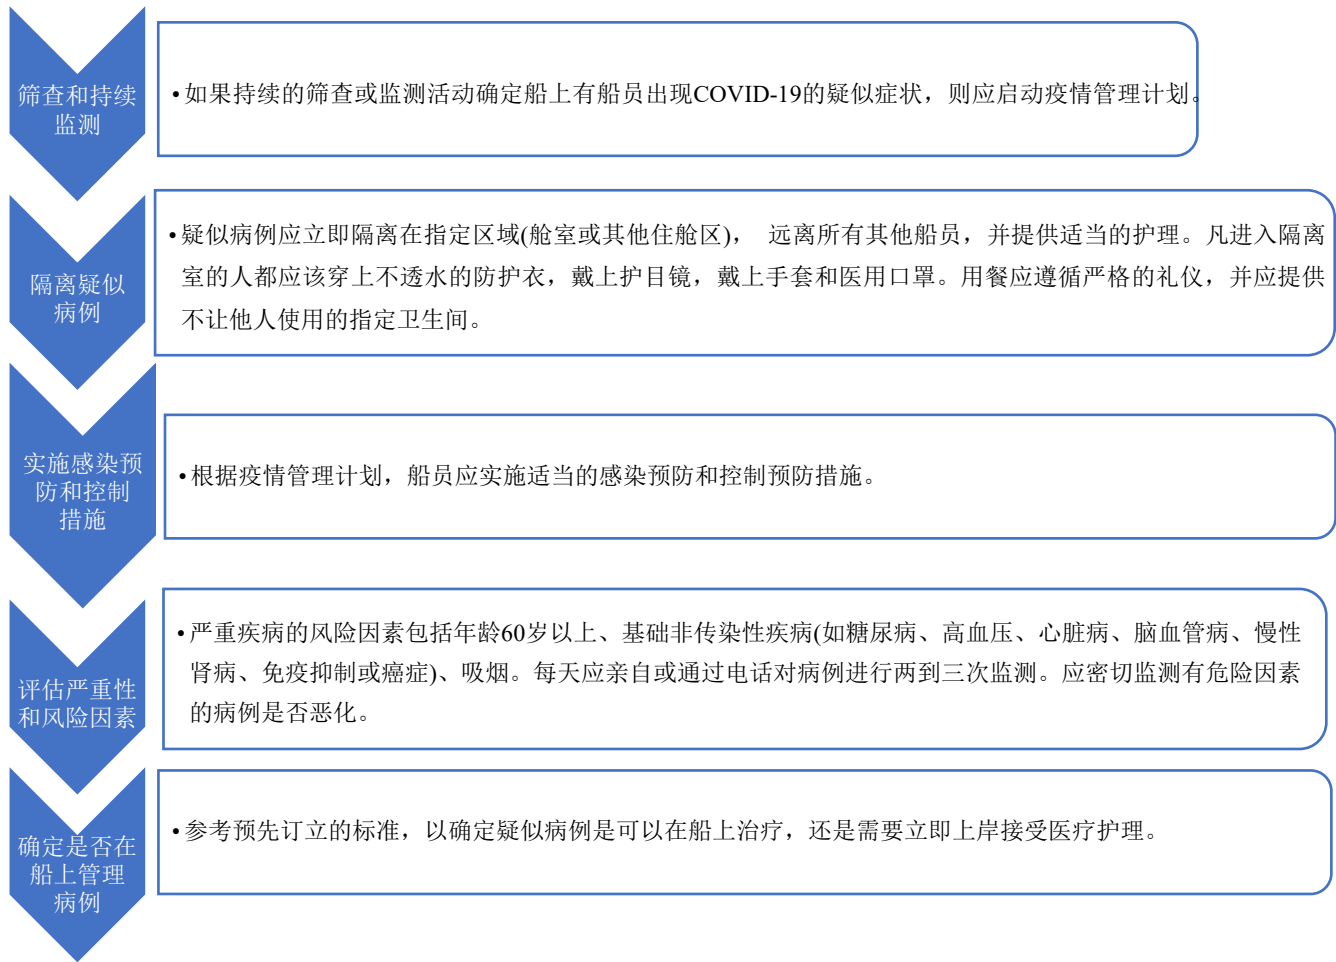 筛查和持续
监测
•如果持续的筛查或监测活动确定船上有船员出现COVID-19的疑似症状，则应启动疫情管理计划。
隔离疑似
病例
•疑似病例应立即隔离在指定区域(舱室或其他住舱区)， 远离所有其他船员，并提供适当的护理。凡进入隔离
室的人都应该穿上不透水的防护衣，戴上护目镜，戴上手套和医用口罩。用餐应遵循严格的礼仪，并应提供
不让他人使用的指定卫生间。
实施感染预
防和控制
措施
•根据疫情管理计划，船员应实施适当的感染预防和控制预防措施。
评估严重性
和风险因素
•严重疾病的风险因素包括年龄60岁以上、基础非传染性疾病(如糖尿病、高血压、心脏病、脑血管病、慢性
肾病、免疫抑制或癌症)、吸烟。每天应亲自或通过电话对病例进行两到三次监测。应密切监测有危险因素
的病例是否恶化。
确定是否在
船上管理
病例
•参考预先订立的标准，以确定疑似病例是可以在船上治疗，还是需要立即上岸接受医疗护理。